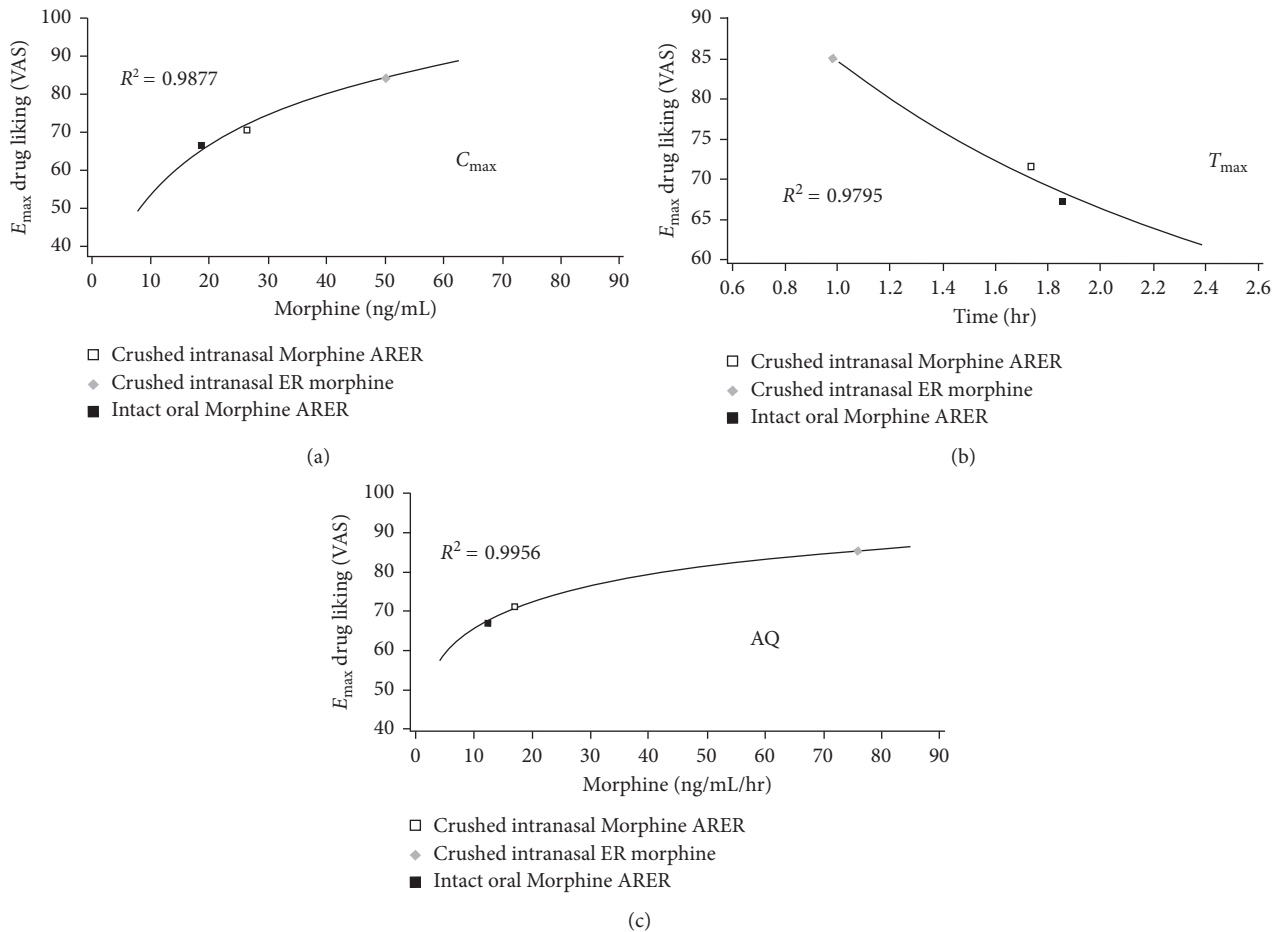 100
90
80
70
60
50
40
E_max drug liking (VAS)
R² = 0.9877
C_max
0 10 20 30 40 50 60 70 80 90
Morphine (ng/mL)
Crushed intranasal Morphine ARER
Crushed intranasal ER morphine
Intact oral Morphine ARER
(a)
90
85
80
75
70
65
60
E_max drug liking (VAS)
R² = 0.9795
T_max
0.6 0.8 1.0 1.2 1.4 1.6 1.8 2.0 2.2 2.4 2.6
Time (hr)
Crushed intranasal Morphine ARER
Crushed intranasal ER morphine
Intact oral Morphine ARER
(b)
100
90
80
70
60
50
40
E_max drug liking (VAS)
R² = 0.9956
AQ
0 10 20 30 40 50 60 70 80 90
Morphine (ng/mL/hr)
Crushed intranasal Morphine ARER
Crushed intranasal ER morphine
Intact oral Morphine ARER
(c)